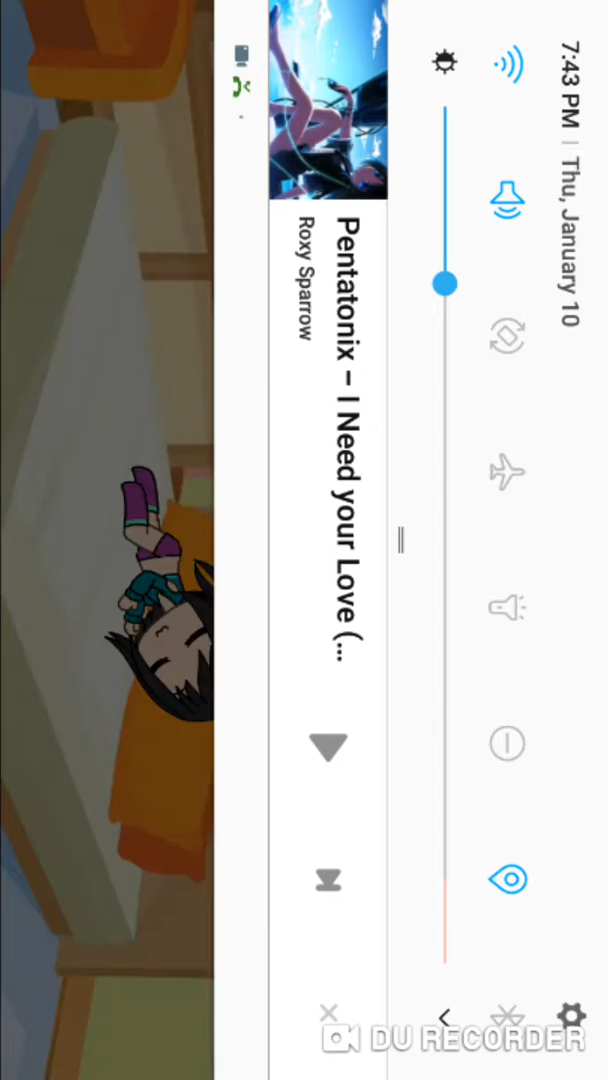 7:43 PM | Thu, January 10
Pentatonix – I Need your Love (...
Roxy Sparrow
DU RECORDER